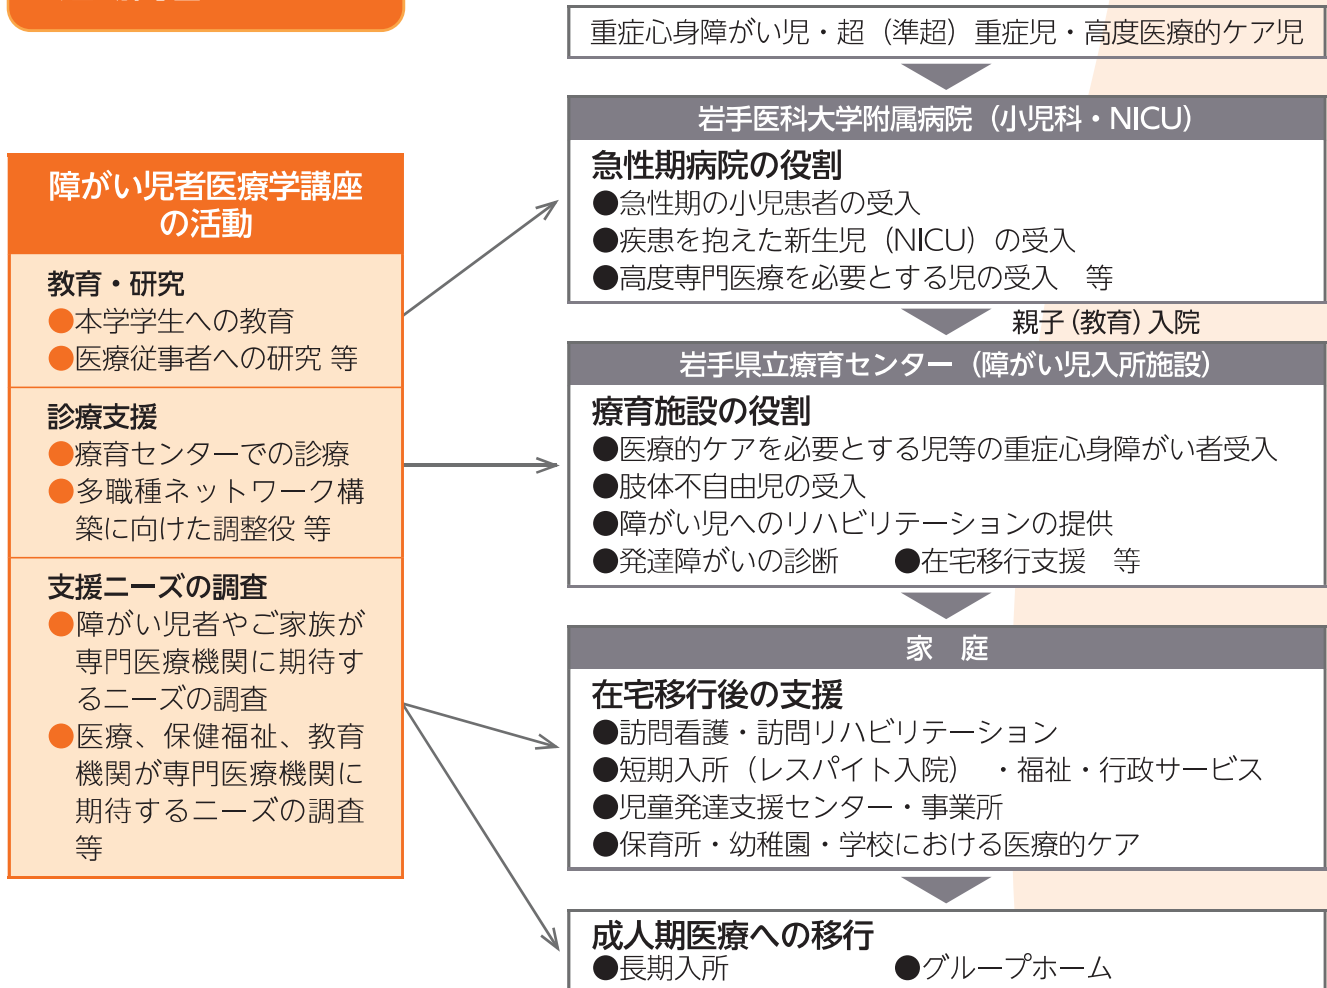 重症心身障がい児・超（準超）重症児・高度医療的ケア児
障がい児者医療学講座
の活動
教育・研究
●本学学生への教育
●医療従事者への研究 等
診療支援
●療育センターでの診療
●多職種ネットワーク構
築に向けた調整役 等
支援ニーズの調査
●障がい児者やご家族が
専門医療機関に期待す
るニーズの調査
●医療、保健福祉、教育
機関が専門医療機関に
期待するニーズの調査
等
岩手医科大学附属病院（小児科・NICU）
急性期病院の役割
●急性期の小児患者の受入
●疾患を抱えた新生児（NICU）の受入
●高度専門医療を必要とする児の受入　等
親子（教育）入院
岩手県立療育センター（障がい児入所施設）
療育施設の役割
●医療的ケアを必要とする児等の重症心身障がい者受入
●肢体不自由児の受入
●障がい児へのリハビリテーションの提供
●発達障がいの診断　●在宅移行支援　等
家　庭
在宅移行後の支援
●訪問看護・訪問リハビリテーション
●短期入所（レスパイト入院）・福祉・行政サービス
●児童発達支援センター・事業所
●保育所・幼稚園・学校における医療的ケア
成人期医療への移行
●長期入所　●グループホーム